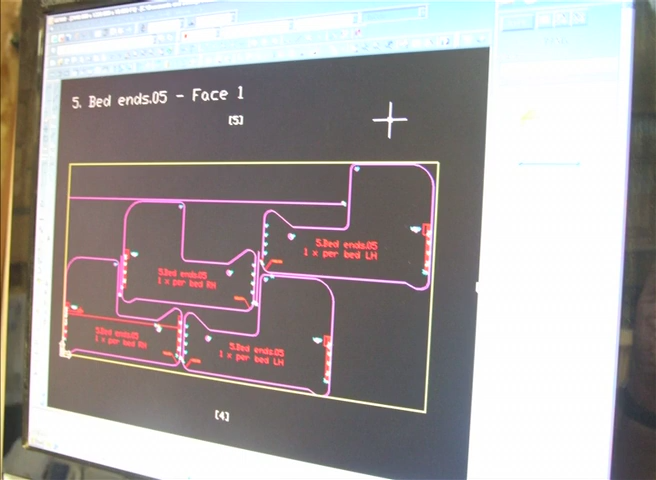 5. Bed ends.05 - Face 1
[5]
5.Bed ends.05
1 x per bed LH
5.Bed ends.05
1 x per bed RH
5.Bed ends.05
1 x per bed RH
5.Bed ends.05
1 x per bed LH
[4]